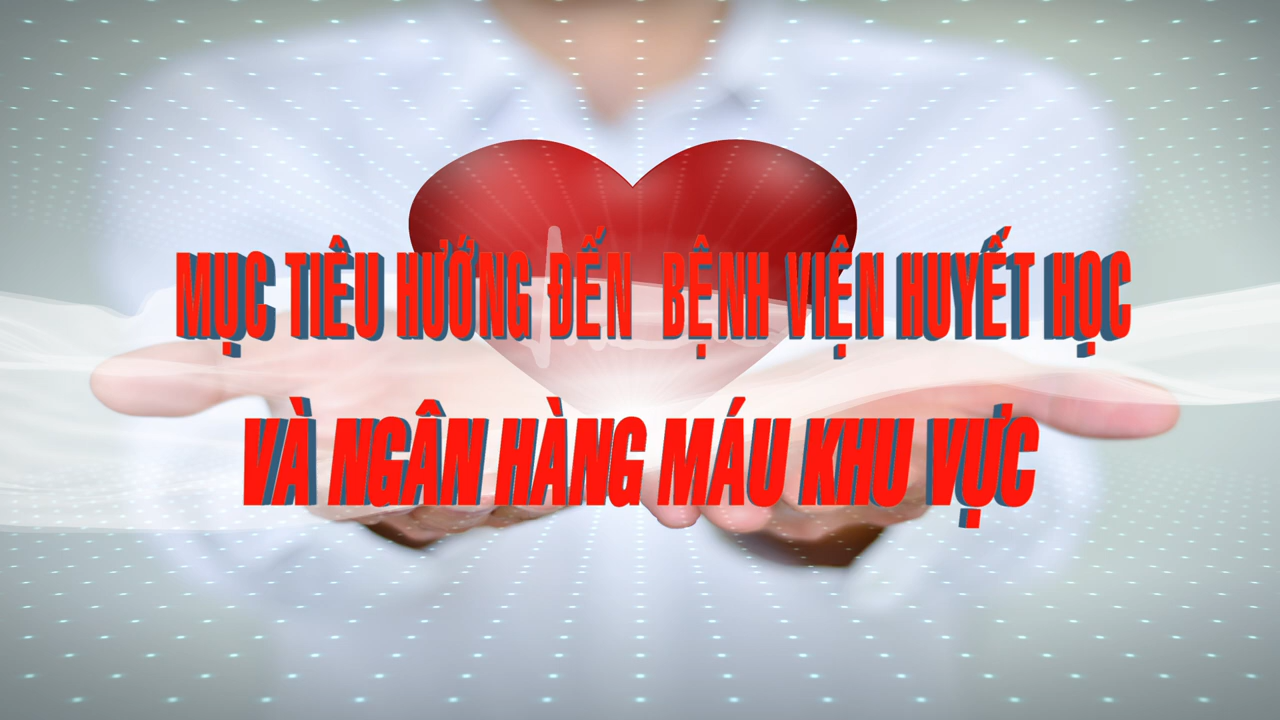 MỤC TIÊU HƯỚNG ĐẾN BỆNH VIỆN HUYẾT HỌC
VÀ NGÂN HÀNG MÁU KHU VỰC